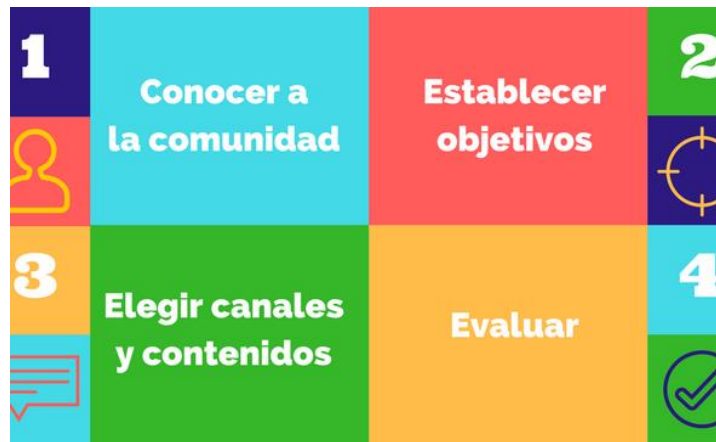 1
Conocer a
la comunidad
Establecer
objetivos
2
3
Elegir canales
y contenidos
Evaluar
4